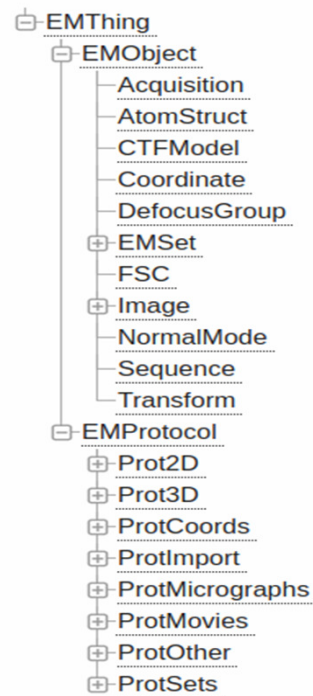 EMThing
EMObject
Acquisition
AtomStruct
CTFModel
Coordinate
DefocusGroup
EMSet
FSC
Image
NormalMode
Sequence
Transform
EMProtocol
Prot2D
Prot3D
ProtCoords
ProtImport
ProtMicrographs
ProtMovies
ProtOther
ProtSets